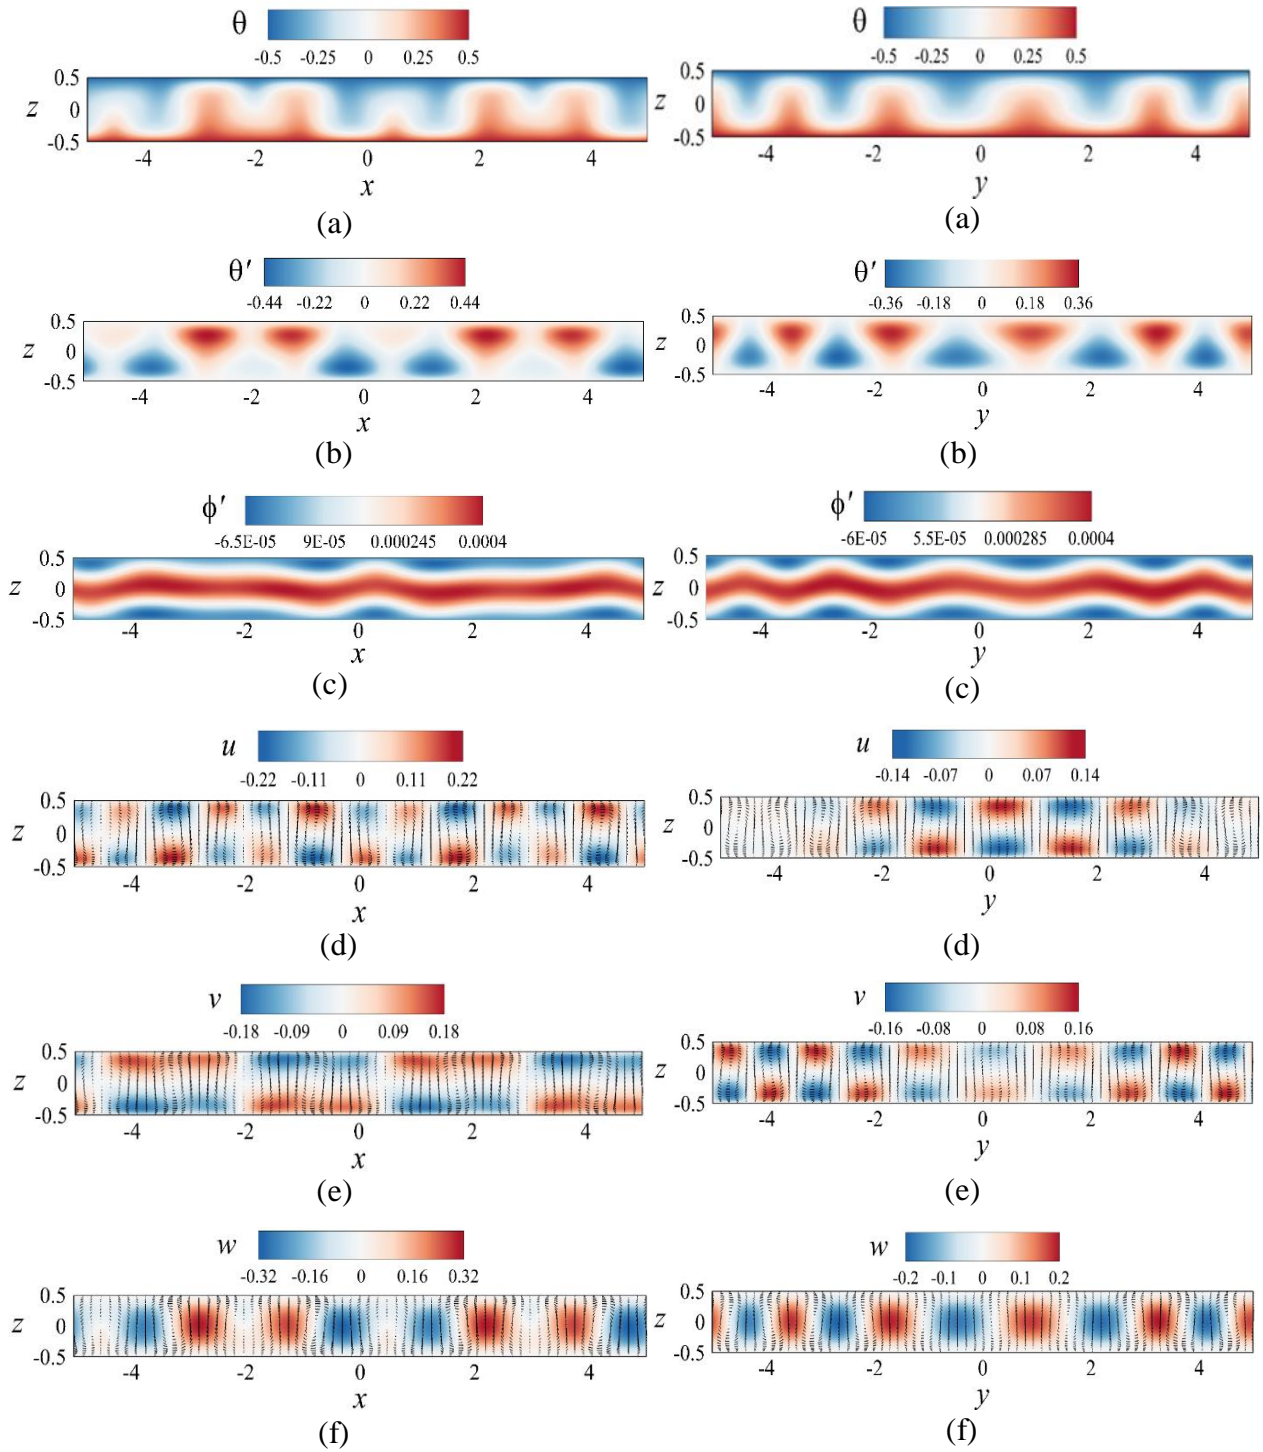 θ
-0.5 -0.25 0 0.25 0.5
0.5
z 0
-0.5
-4 -2 0 2 4
x
(a)
θ
-0.5 -0.25 0 0.25 0.5
0.5
z 0
-0.5
-4 -2 0 2 4
y
(a)
θ′
-0.44 -0.22 0 0.22 0.44
0.5
z 0
-0.5
-4 -2 0 2 4
x
(b)
θ′
-0.36 -0.18 0 0.18 0.36
0.5
z 0
-0.5
-4 -2 0 2 4
y
(b)
ϕ′
-6.5E-05 9E-05 0.000245 0.0004
0.5
z 0
-0.5
-4 -2 0 2 4
x
(c)
ϕ′
-6E-05 5.5E-05 0.000285 0.0004
0.5
z 0
-0.5
-4 -2 0 2 4
y
(c)
u
-0.22 -0.11 0 0.11 0.22
0.5
z 0
-0.5
-4 -2 0 2 4
x
(d)
u
-0.14 -0.07 0 0.07 0.14
0.5
z 0
-0.5
-4 -2 0 2 4
y
(d)
v
-0.18 -0.09 0 0.09 0.18
0.5
z 0
-0.5
-4 -2 0 2 4
x
(e)
v
-0.16 -0.08 0 0.08 0.16
0.5
z 0
-0.5
-4 -2 0 2 4
y
(e)
w
-0.32 -0.16 0 0.16 0.32
0.5
z 0
-0.5
-4 -2 0 2 4
x
(f)
w
-0.2 -0.1 0 0.1 0.2
0.5
z 0
-0.5
-4 -2 0 2 4
y
(f)